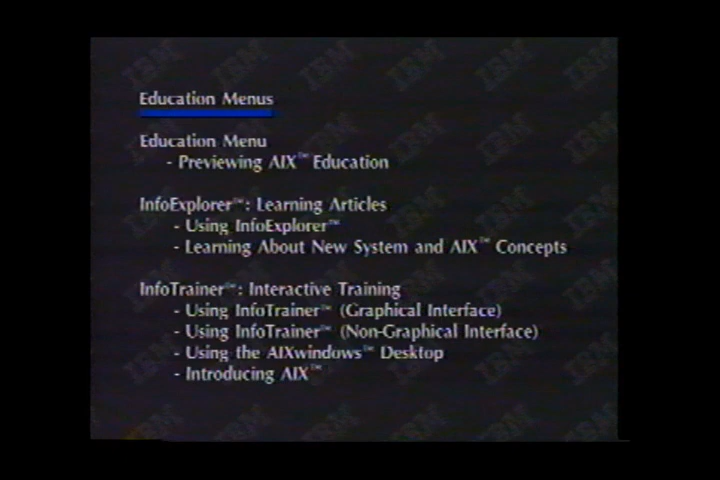 Education Menus
Education Menu
- Previewing AIX™ Education
InfoExplorer™: Learning Articles
- Using InfoExplorer™
- Learning About New System and AIX™ Concepts
InfoTrainer™: Interactive Training
- Using InfoTrainer™ (Graphical Interface)
- Using InfoTrainer™ (Non-Graphical Interface)
- Using the AIXwindows™ Desktop
- Introducing AIX™